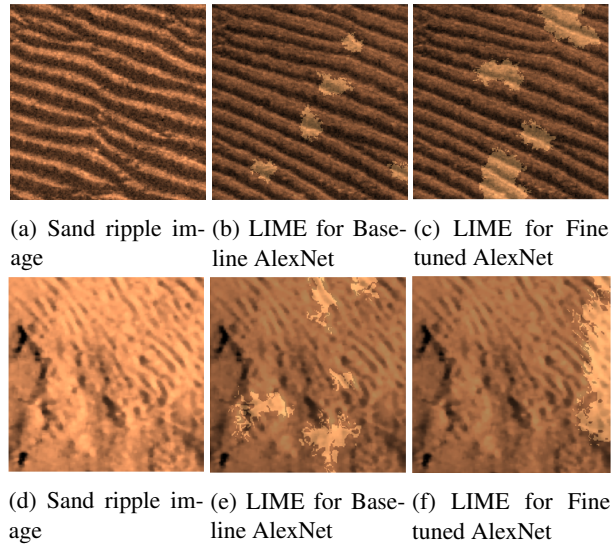 (a) Sand ripple im- (b) LIME for Base- (c) LIME for Fine
age line AlexNet tuned AlexNet
(d) Sand ripple im- (e) LIME for Base- (f) LIME for Fine
age line AlexNet tuned AlexNet